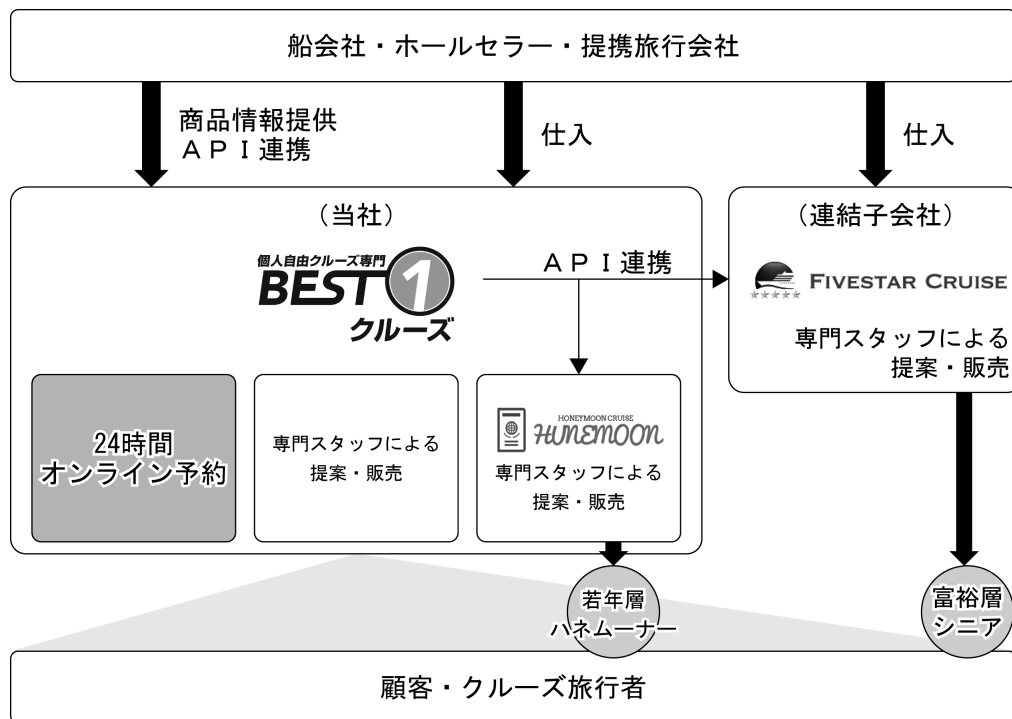 船会社・ホールセラー・提携旅行会社
商品情報提供
ＡＰＩ連携
仕入
仕入
（当社）
個人自由クルーズ専門
BEST1
クルーズ
ＡＰＩ連携
（連結子会社）
FIVESTAR CRUISE
専門スタッフによる
提案・販売
24時間
オンライン予約
専門スタッフによる
提案・販売
HONEYMOON CRUISE
HUNEMOON
専門スタッフによる
提案・販売
若年層
ハネムーナー
富裕層
シニア
顧客・クルーズ旅行者